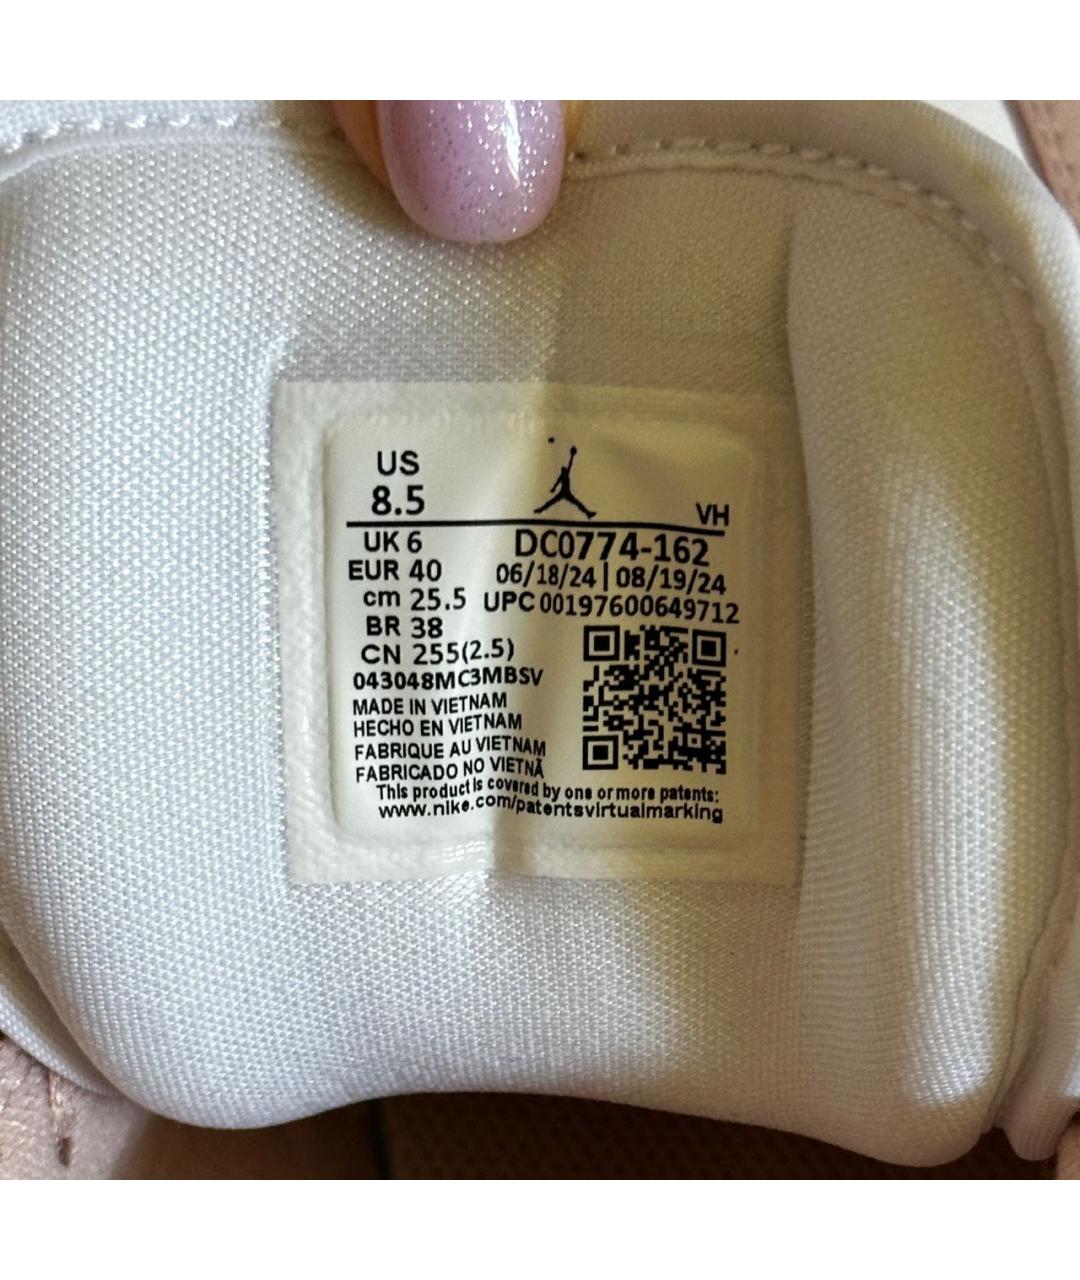 US
8.5
VH
UK 6
DC0774-162
EUR 40
06/18/24 | 08/19/24
cm 25.5
UPC 00197600649712
BR 38
CN 255(2.5)
043048MC3MBSV
MADE IN VIETNAM
HECHO EN VIETNAM
FABRIQUE AU VIETNAM
FABRICADO NO VIETNÃ
This product is covered by one or more patents:
www.nike.com/patentsvirtualmarking